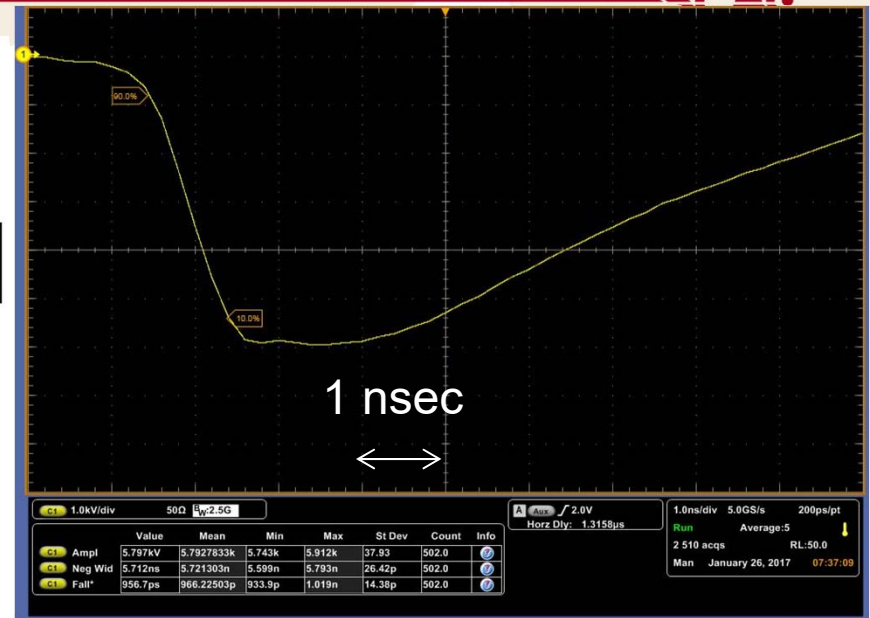 1
90.0%
10.0%
1 nsec
C1 1.0kV/div 50Ω BW:2.5G
A Aux 2.0V
Horz Dly: 1.3158µs
1.0ns/div 5.0GS/s 200ps/pt
Run Average:5
2 510 acqs RL:50.0
Man January 26, 2017 07:37:09
Value Mean Min Max St Dev Count Info
C1 Ampl 5.797kV 5.7927833k 5.743k 5.912k 37.93 502.0
C1 Neg Wid 5.712ns 5.721303n 5.599n 5.793n 26.42p 502.0
C1 Fall* 956.7ps 966.22503p 933.9p 1.019n 14.38p 502.0